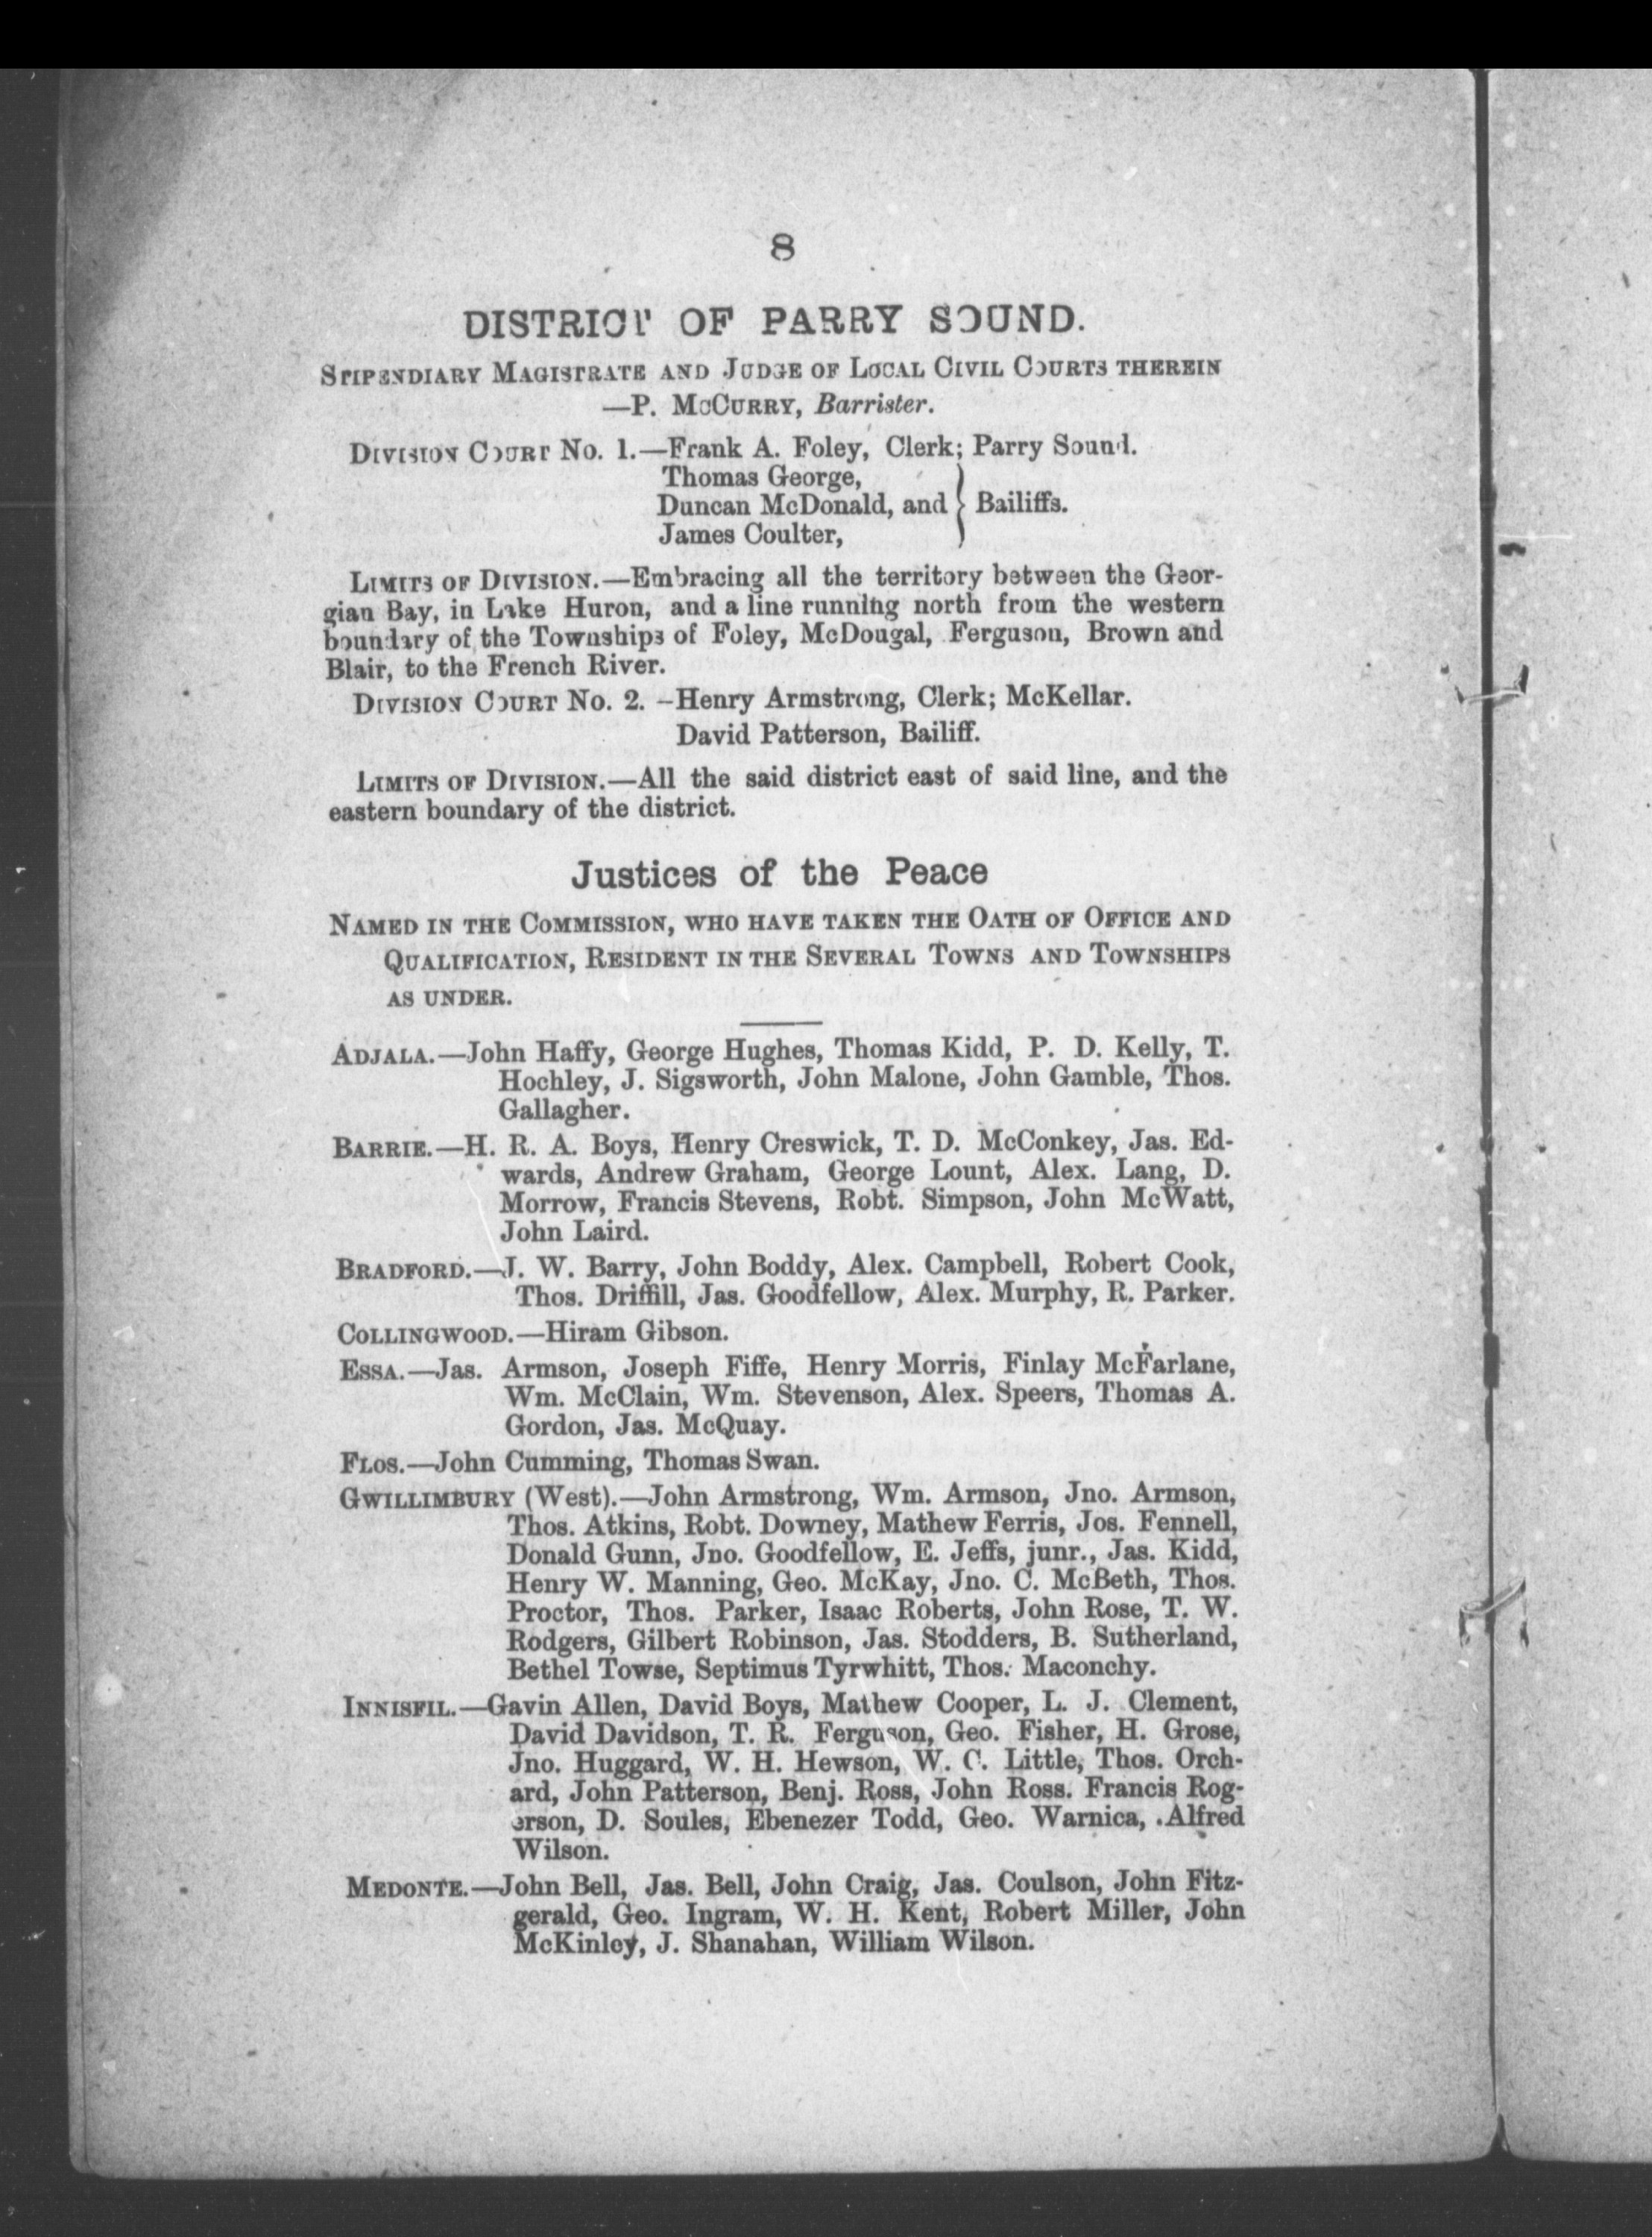 8
DISTRICT OF PARRY SOUND.
STIPENDIARY MAGISTRATE AND JUDGE OF LOCAL CIVIL COURTS THEREIN
—P. MCCURRY, Barrister.
DIVISION COURT NO. 1.—Frank A. Foley, Clerk; Parry Sound.
Thomas George,
Duncan McDonald, and } Bailiffs.
James Coulter,
LIMITS OF DIVISION.—Embracing all the territory between the Geor-
gian Bay, in Lake Huron, and a line running north from the western
boundary of the Townships of Foley, McDougal, Ferguson, Brown and
Blair, to the French River.
DIVISION COURT NO. 2. –Henry Armstrong, Clerk; McKellar.
David Patterson, Bailiff.
LIMITS OF DIVISION.—All the said district east of said line, and the
eastern boundary of the district.
Justices of the Peace
NAMED IN THE COMMISSION, WHO HAVE TAKEN THE OATH OF OFFICE AND
QUALIFICATION, RESIDENT IN THE SEVERAL TOWNS AND TOWNSHIPS
AS UNDER.
ADJALA.—John Haffy, George Hughes, Thomas Kidd, P. D. Kelly, T.
Hochley, J. Sigsworth, John Malone, John Gamble, Thos.
Gallagher.
BARRIE.—H. R. A. Boys, Henry Creswick, T. D. McConkey, Jas. Ed-
wards, Andrew Graham, George Lount, Alex. Lang, D.
Morrow, Francis Stevens, Robt. Simpson, John McWatt,
John Laird.
BRADFORD.—J. W. Barry, John Boddy, Alex. Campbell, Robert Cook,
Thos. Driffill, Jas. Goodfellow, Alex. Murphy, R. Parker.
COLLINGWOOD.—Hiram Gibson.
ESSA.—Jas. Armson, Joseph Fiffe, Henry Morris, Finlay McFarlane,
Wm. McClain, Wm. Stevenson, Alex. Speers, Thomas A.
Gordon, Jas. McQuay.
FLOS.—John Cumming, Thomas Swan.
GWILLIMBURY (West).—John Armstrong, Wm. Armson, Jno. Armson,
Thos. Atkins, Robt. Downey, Mathew Ferris, Jos. Fennell,
Donald Gunn, Jno. Goodfellow, E. Jeffs, junr., Jas. Kidd,
Henry W. Manning, Geo. McKay, Jno. C. McBeth, Thos.
Proctor, Thos. Parker, Isaac Roberts, John Rose, T. W.
Rodgers, Gilbert Robinson, Jas. Stodders, B. Sutherland,
Bethel Towse, Septimus Tyrwhitt, Thos. Maconchy.
INNISFIL.—Gavin Allen, David Boys, Mathew Cooper, L. J. Clement,
David Davidson, T. R. Ferguson, Geo. Fisher, H. Grose,
Jno. Huggard, W. H. Hewson, W. C. Little, Thos. Orch-
ard, John Patterson, Benj. Ross, John Ross. Francis Rog-
erson, D. Soules, Ebenezer Todd, Geo. Warnica, Alfred
Wilson.
MEDONTE.—John Bell, Jas. Bell, John Craig, Jas. Coulson, John Fitz-
gerald, Geo. Ingram, W. H. Kent, Robert Miller, John
McKinley, J. Shanahan, William Wilson.